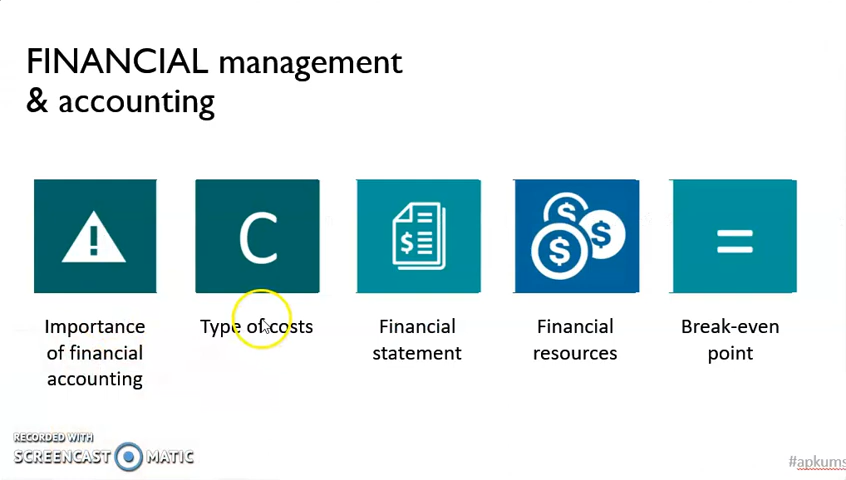 FINANCIAL management
& accounting
C
Importance
of financial
accounting
Type of costs
Financial
statement
Financial
resources
Break-even
point
RECORDED WITH
SCREENCAST MATIC
#apkums